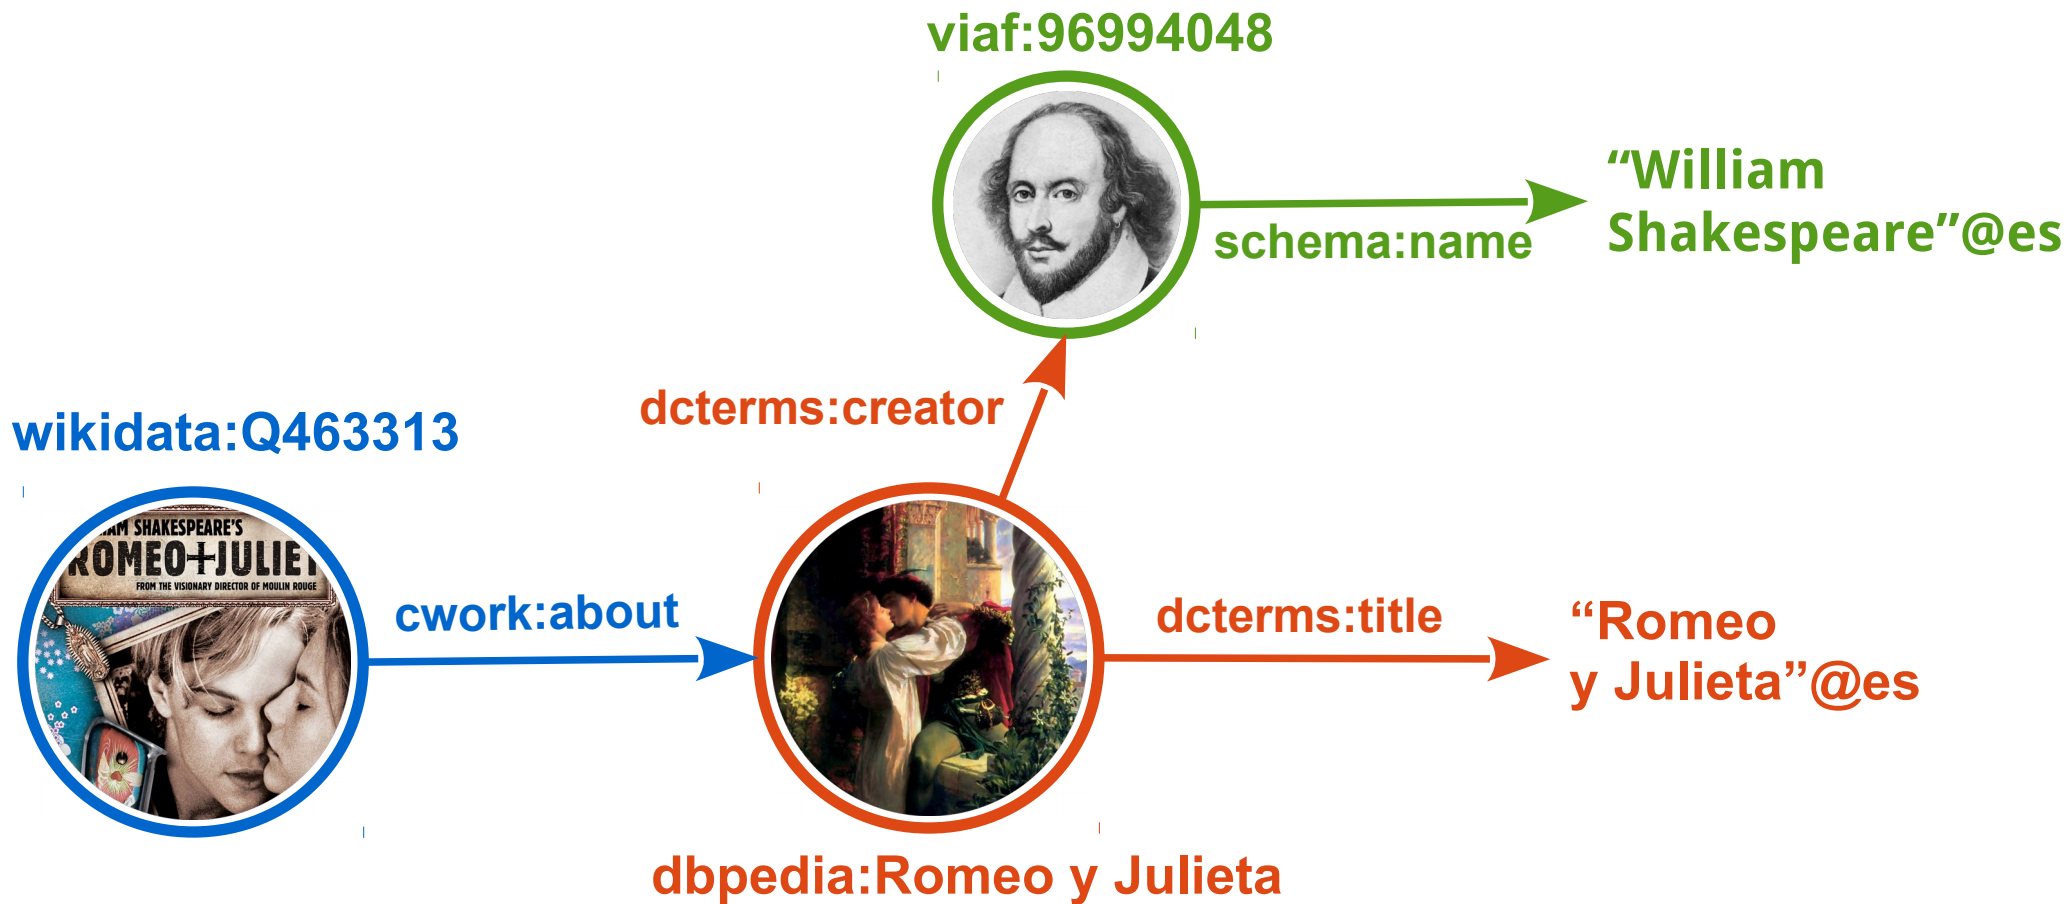 viaf:96994048
“William
Shakespeare”@es
schema:name
dcterms:creator
wikidata:Q463313
AM SHAKESPEARE'S
ROMEO+JULIET
FROM THE VISIONARY DIRECTOR OF MOULIN ROUGE
cwork:about
dcterms:title
“Romeo
y Julieta”@es
dbpedia:Romeo y Julieta